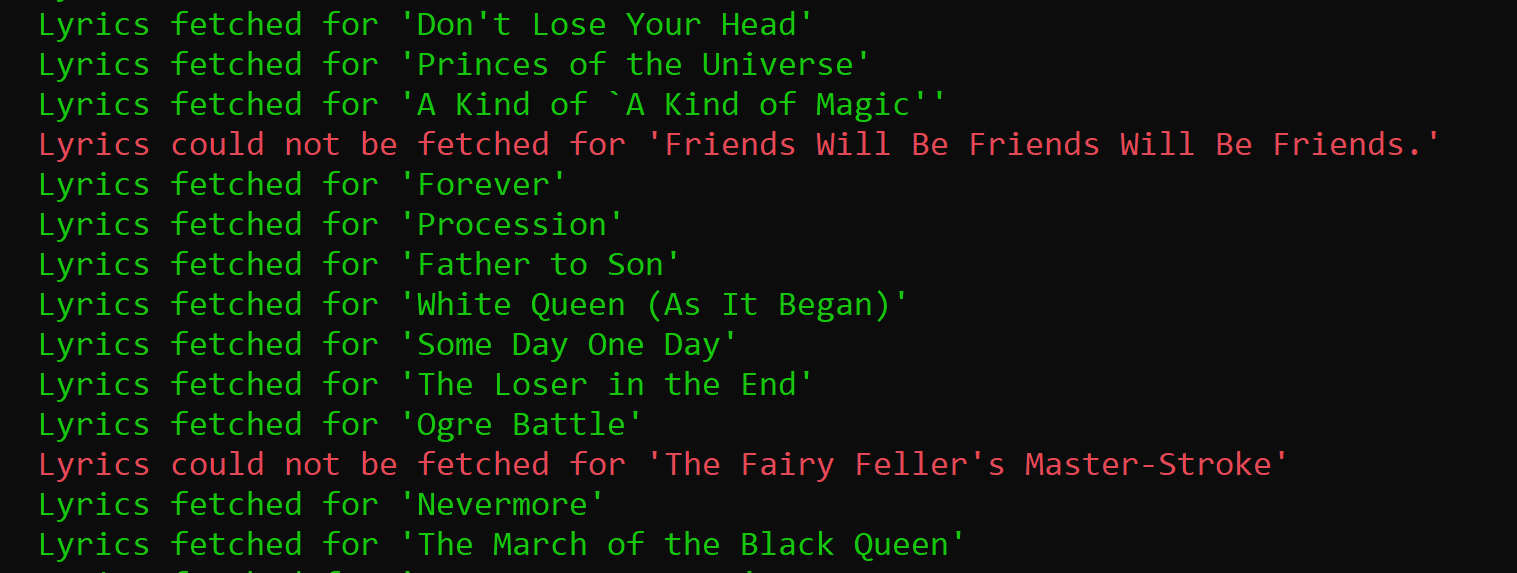 Lyrics fetched for 'Don't Lose Your Head'
Lyrics fetched for 'Princes of the Universe'
Lyrics fetched for 'A Kind of `A Kind of Magic''
Lyrics could not be fetched for 'Friends Will Be Friends Will Be Friends.'
Lyrics fetched for 'Forever'
Lyrics fetched for 'Procession'
Lyrics fetched for 'Father to Son'
Lyrics fetched for 'White Queen (As It Began)'
Lyrics fetched for 'Some Day One Day'
Lyrics fetched for 'The Loser in the End'
Lyrics fetched for 'Ogre Battle'
Lyrics could not be fetched for 'The Fairy Feller's Master-Stroke'
Lyrics fetched for 'Nevermore'
Lyrics fetched for 'The March of the Black Queen'